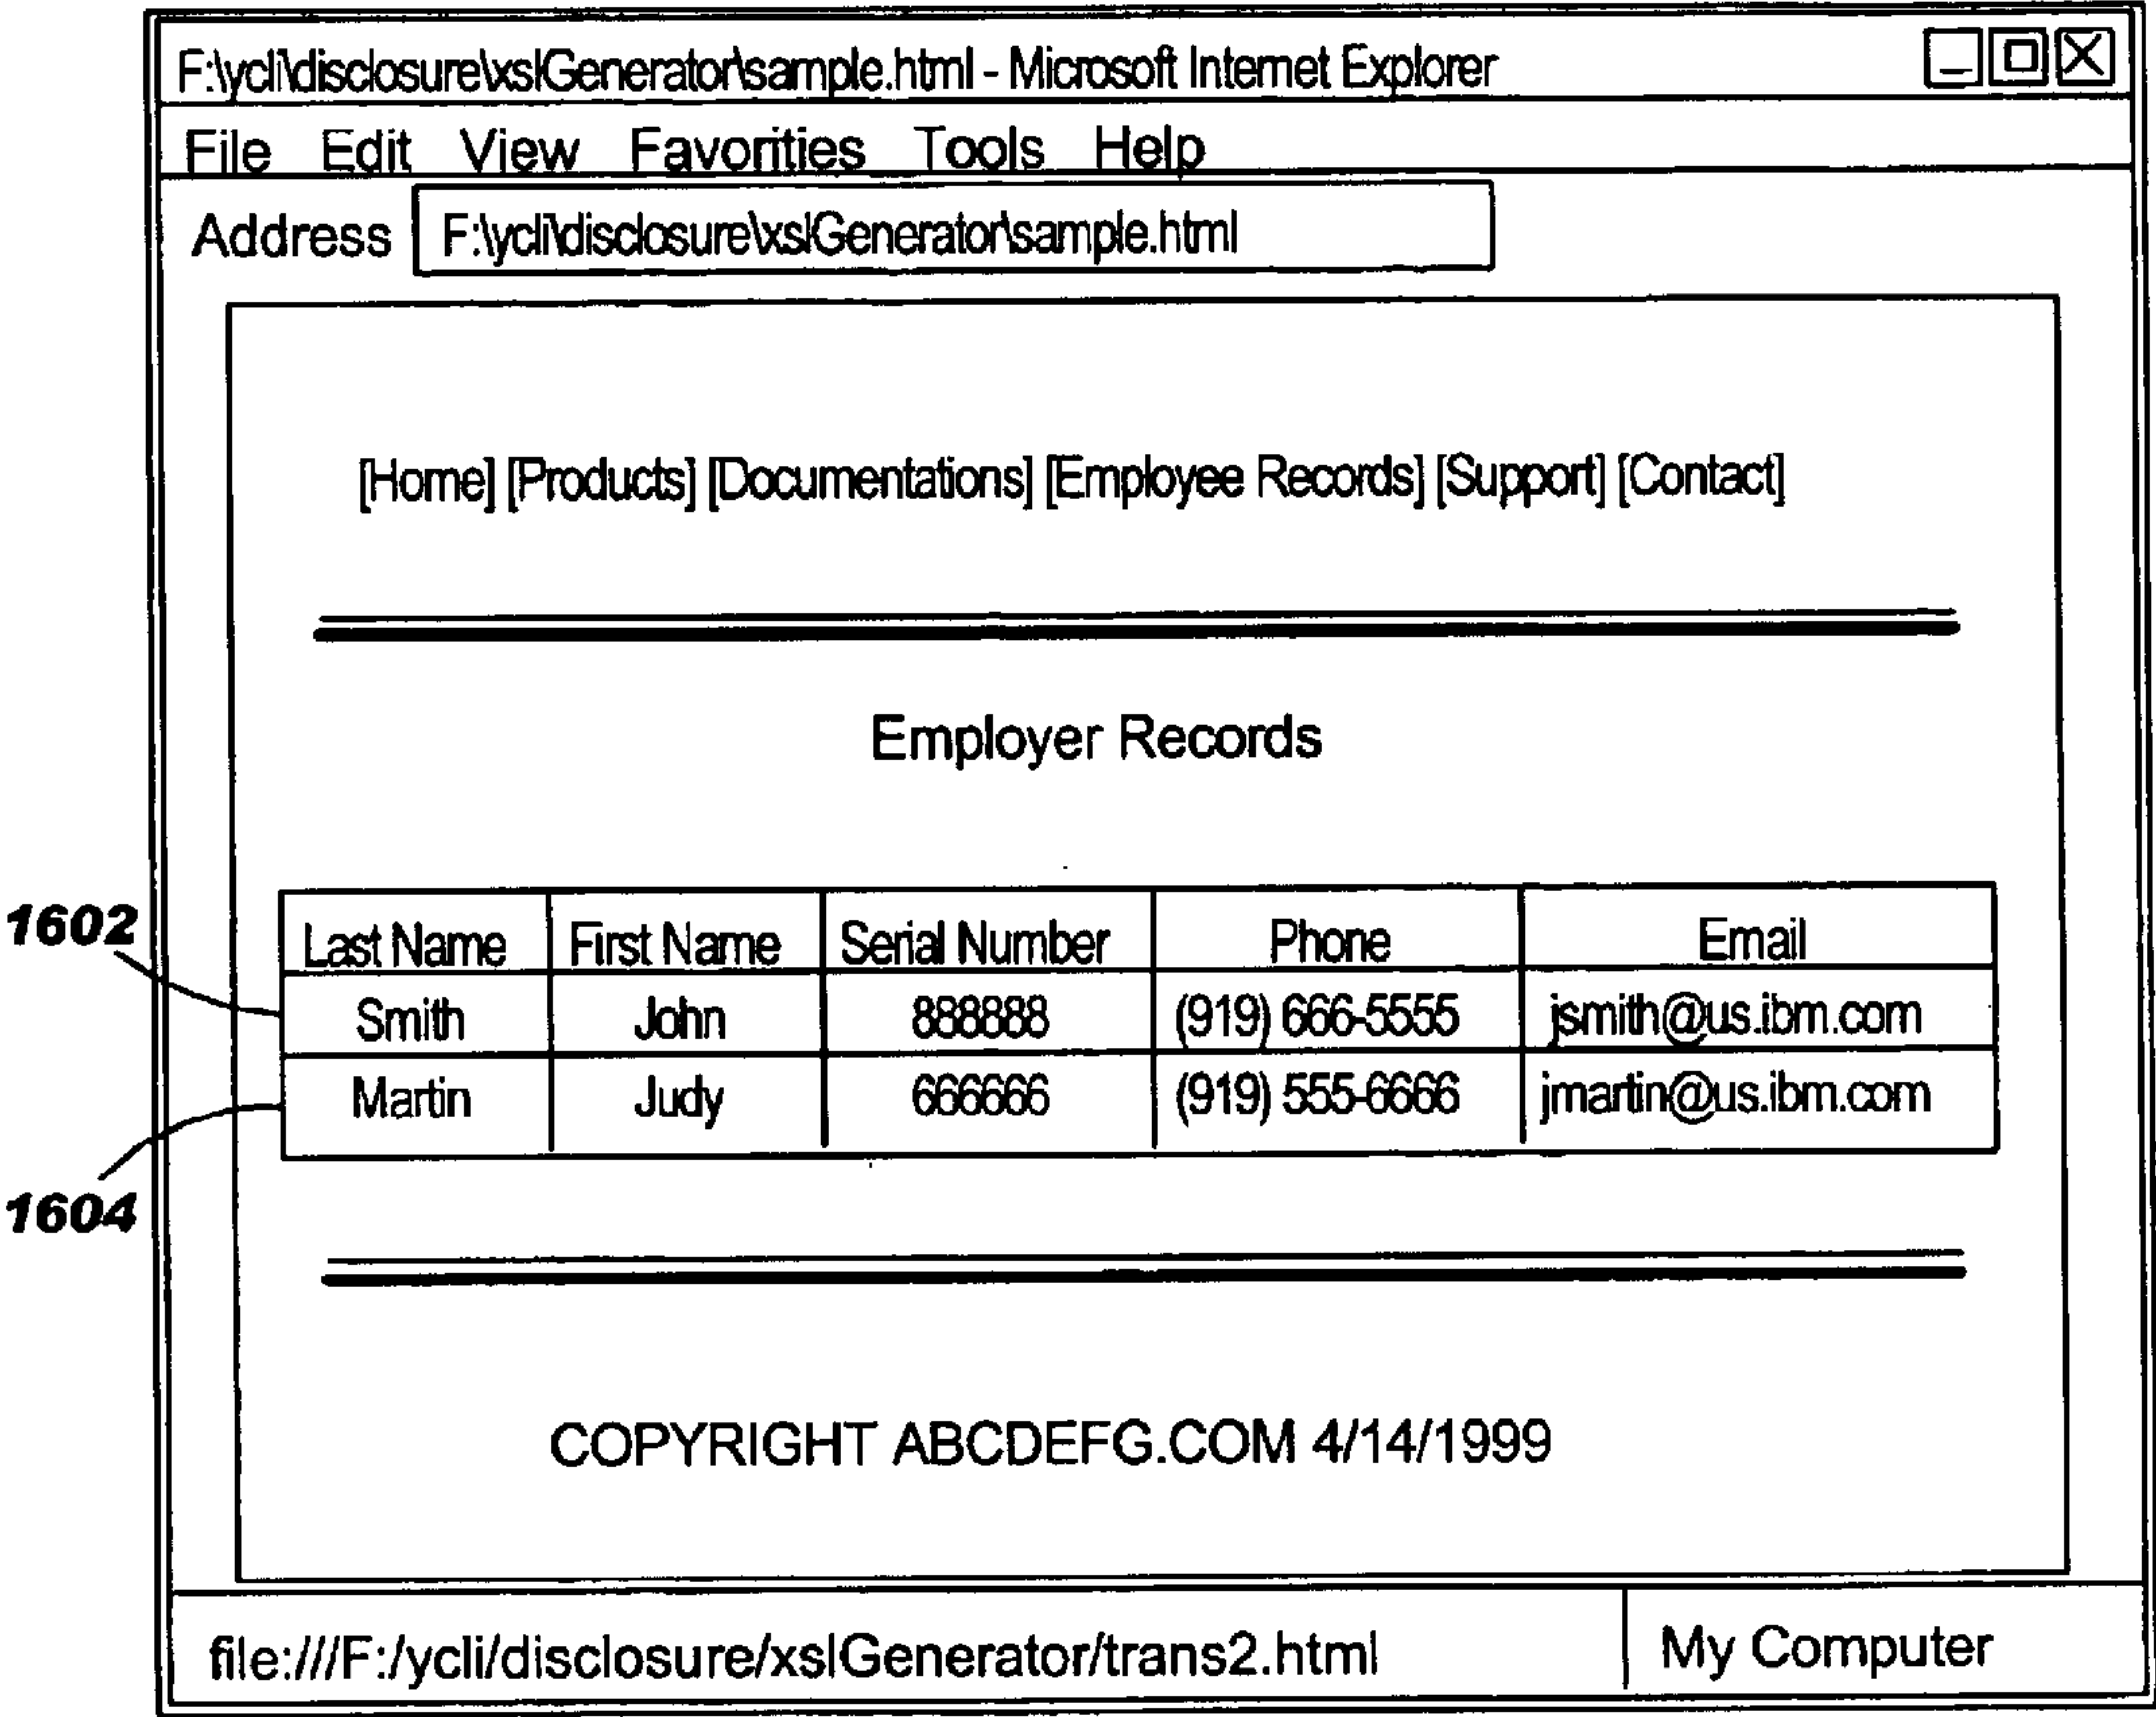 F:\ycli\disclosure\xslGenerator\sample.html - Microsoft Internet Explorer
File Edit View Favorities Tools Help
Address F:\ycli\disclosure\xslGenerator\sample.html
[Home] [Products] [Documentations] [Employee Records] [Support] [Contact]
Employer Records
1602
Last Name First Name Serial Number Phone Email
Smith John 888888 (919) 666-5555 jsmith@us.ibm.com
Martin Judy 666666 (919) 555-6666 jmartin@us.ibm.com
1604
COPYRIGHT ABCDEFG.COM 4/14/1999
file:///F:/ycli/disclosure/xslGenerator/trans2.html My Computer